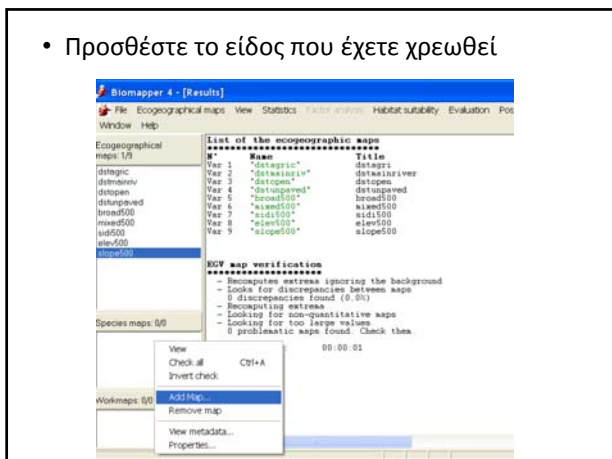 • Προσθέστε το είδος που έχετε χρεωθεί
Biomapper 4 - [Results]
File Ecogeographical maps View Statistics Factor analysis Habitat suitability Evaluation Pos
Window Help
Ecogeographical
maps: 1/9
dstagric
dstmainriv
dstopen
dstunpaved
broad500
mixed500
sidi500
elev500
slope500
Species maps: 0/0
Workmaps: 0/0
List of the ecogeographic maps
**********************************
N° Name Title
Var 1 "dstagric" dstagri
Var 2 "dstmainriv" dstmainriver
Var 3 "dstopen" dstopen
Var 4 "dstunpaved" dstunpaved
Var 5 "broad500" broad500
Var 6 "mixed500" mixed500
Var 7 "sidi500" sidi500
Var 8 "elev500" elev500
Var 9 "slope500" slope500
EGV map verification
**********************
- Recomputes extrema ignoring the background
- Looks for discrepancies between maps
0 discrepancies found (0.0%)
- Recomputing extrema
- Looking for non-quantitative maps
- Looking for too large values
0 problematic maps found. Check them.
00:00:01
View
Check all Ctrl+A
Invert check
Add Map...
Remove map
View metadata...
Properties...